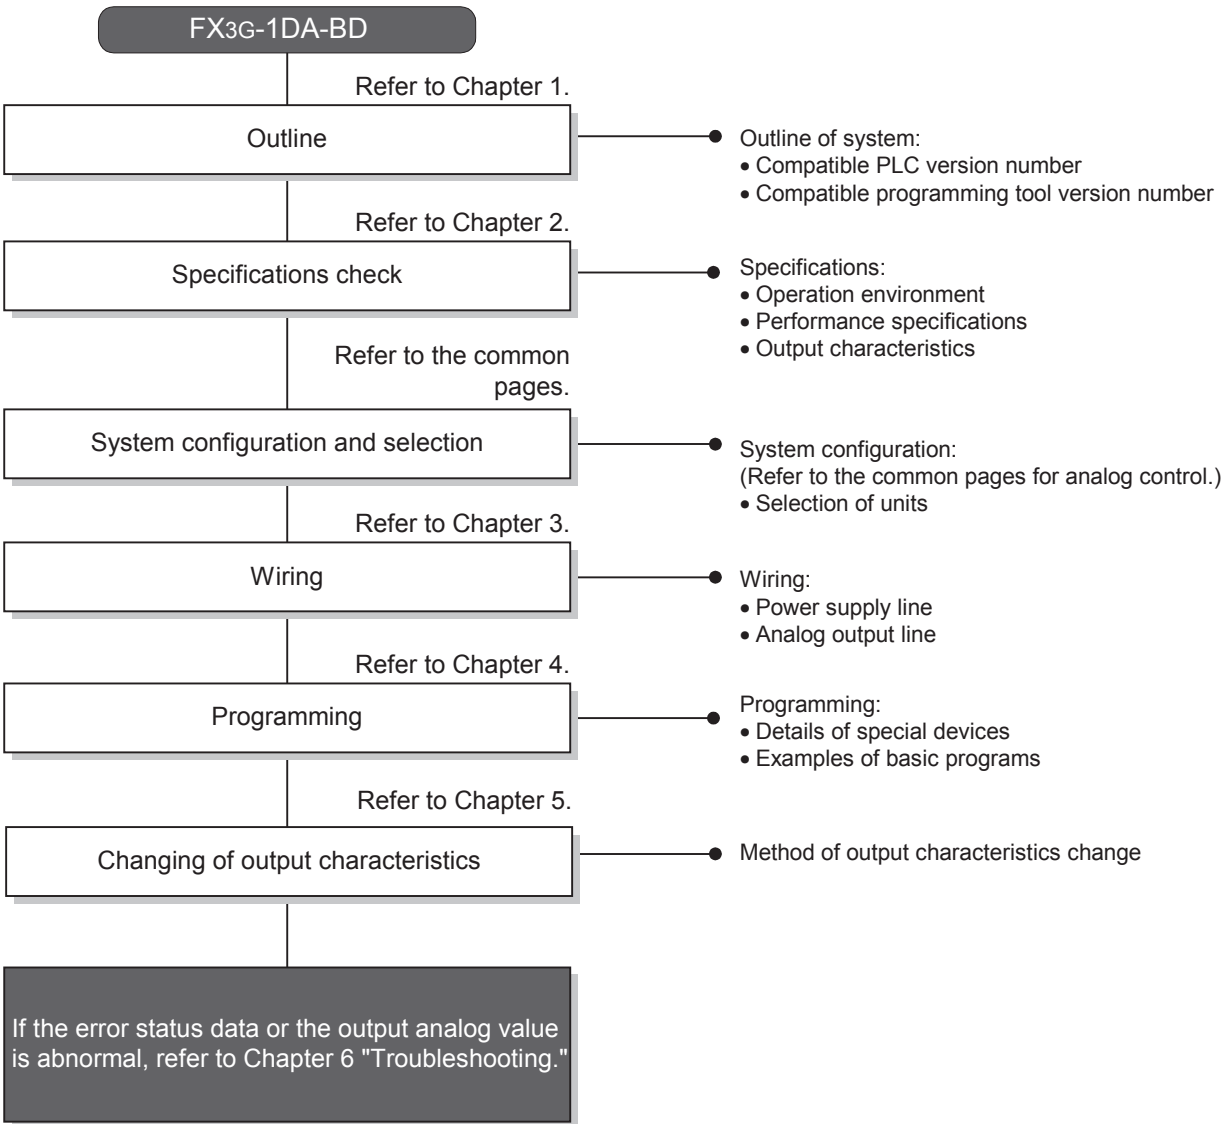 FX3G-1DA-BD
Refer to Chapter 1.
Outline
Outline of system:
• Compatible PLC version number
• Compatible programming tool version number
Refer to Chapter 2.
Specifications check
Specifications:
• Operation environment
• Performance specifications
• Output characteristics
Refer to the common
pages.
System configuration and selection
System configuration:
(Refer to the common pages for analog control.)
• Selection of units
Refer to Chapter 3.
Wiring
Wiring:
• Power supply line
• Analog output line
Refer to Chapter 4.
Programming
Programming:
• Details of special devices
• Examples of basic programs
Refer to Chapter 5.
Changing of output characteristics
Method of output characteristics change
If the error status data or the output analog value
is abnormal, refer to Chapter 6 "Troubleshooting."